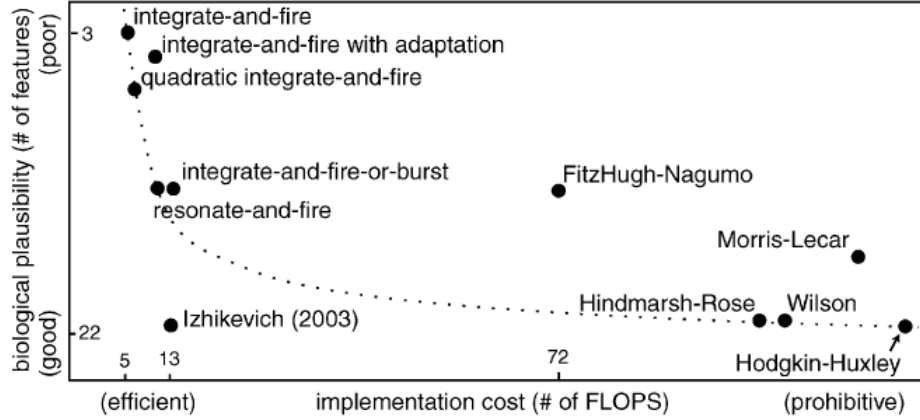 integrate-and-fire
3
integrate-and-fire with adaptation
quadratic integrate-and-fire
integrate-and-fire-or-burst
resonate-and-fire
FitzHugh-Nagumo
Morris-Lecar
Hindmarsh-Rose
Wilson
Izhikevich (2003)
Hodgkin-Huxley
22
5
13
72
biological plausibility (# of features)
(good)
(poor)
(efficient)
implementation cost (# of FLOPS)
(prohibitive)